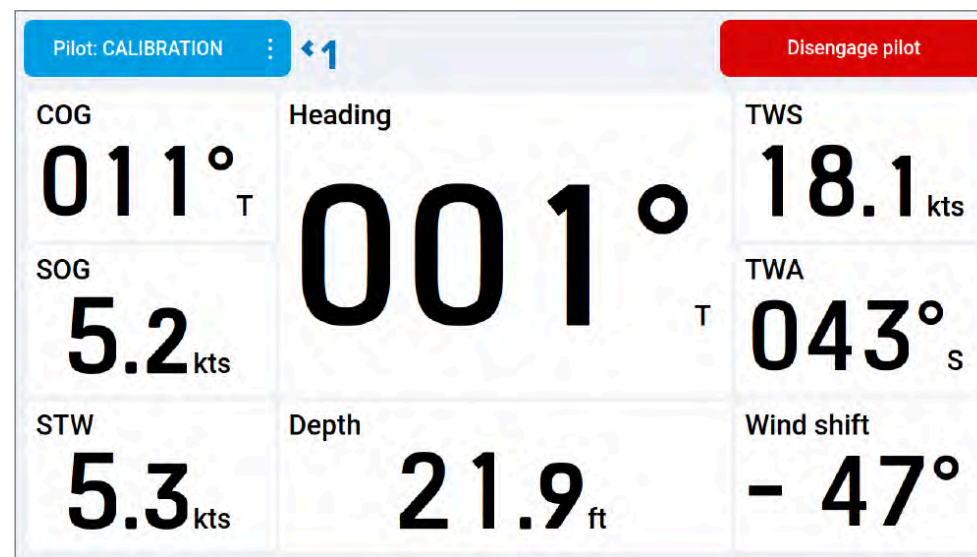 Pilot: CALIBRATION ⋮ 1 Disengage pilot
COG
011° T
SOG
5.2 kts
STW
5.3 kts
Heading
001° T
Depth
21.9 ft
TWS
18.1 kts
TWA
043° S
Wind shift
- 47°